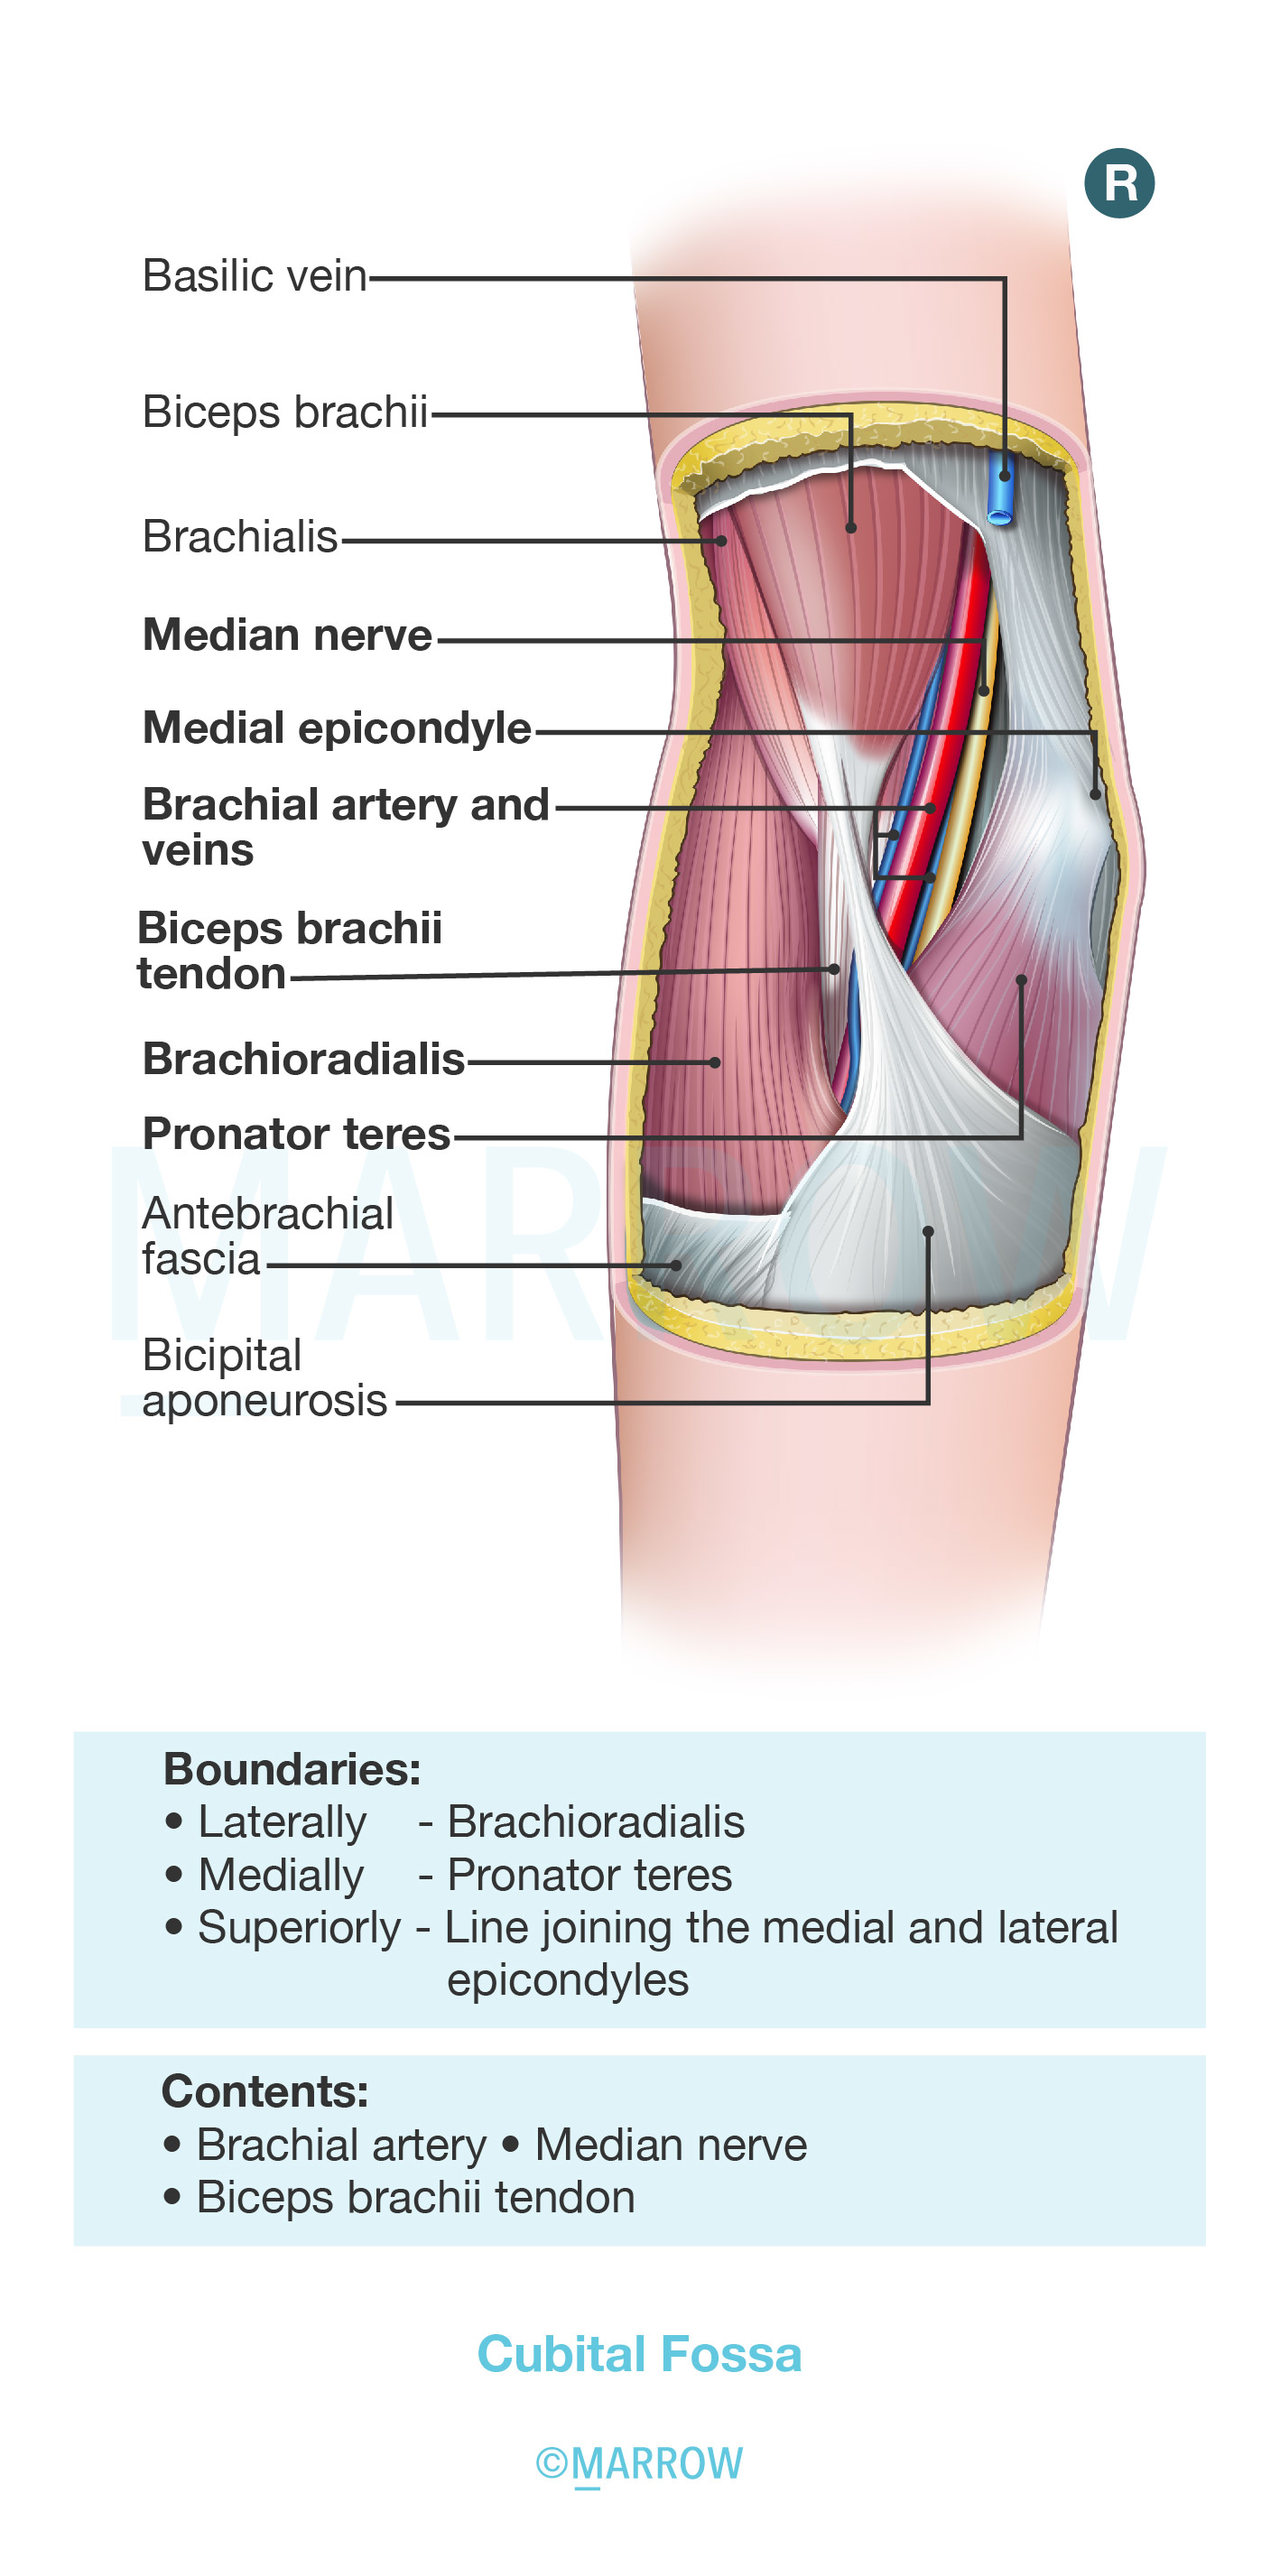 R
Basilic vein
Biceps brachii
Brachialis
Median nerve
Medial epicondyle
Brachial artery and
veins
Biceps brachii
tendon
Brachioradialis
Pronator teres
MARROW
Antebrachial
fascia
Bicipital
aponeurosis
Boundaries:
• Laterally - Brachioradialis
• Medially - Pronator teres
• Superiorly - Line joining the medial and lateral
epicondyles
Contents:
• Brachial artery • Median nerve
• Biceps brachii tendon
Cubital Fossa
©MARROW